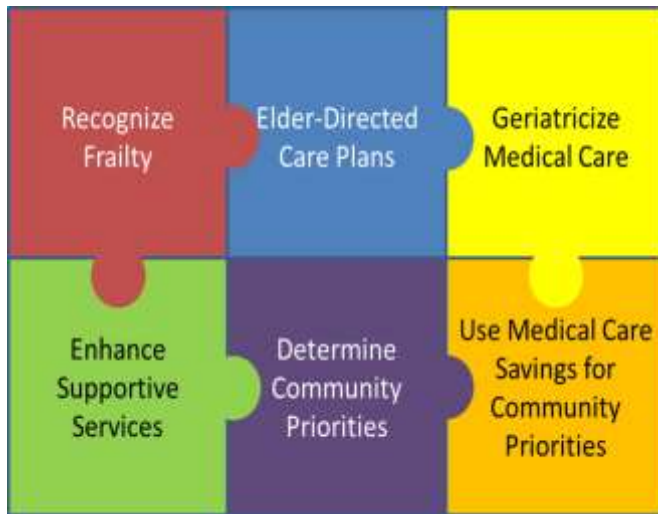 Recognize
Frailty
Elder-Directed
Care Plans
Geriatricize
Medical Care
Enhance
Supportive
Services
Determine
Community
Priorities
Use Medical Care
Savings for
Community
Priorities